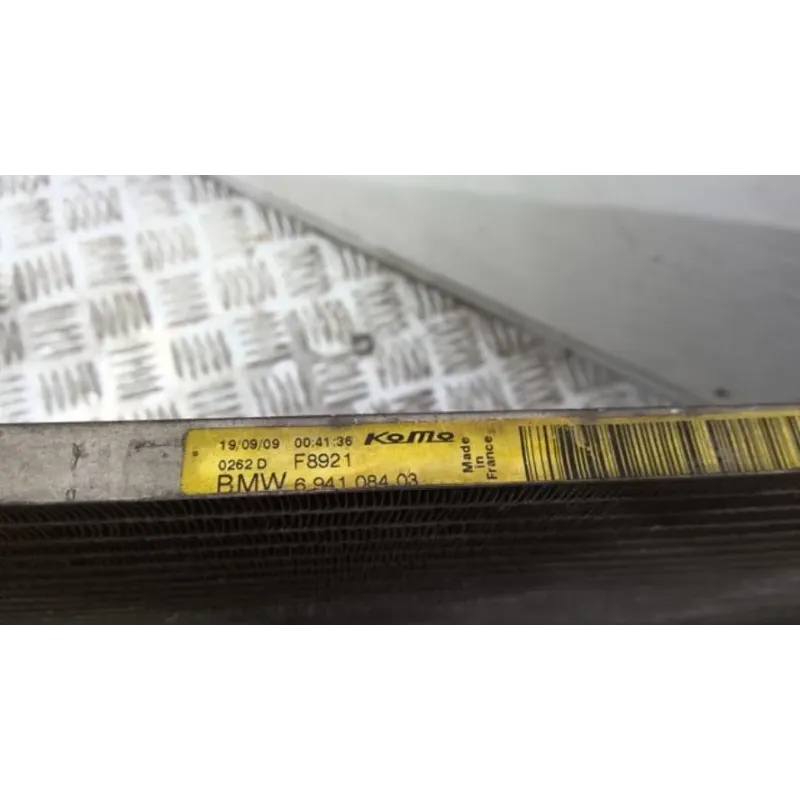 19/09/09 00:41:36 KoMo
0262 D F8921
BMW 6 941 084 03
Made
in
France